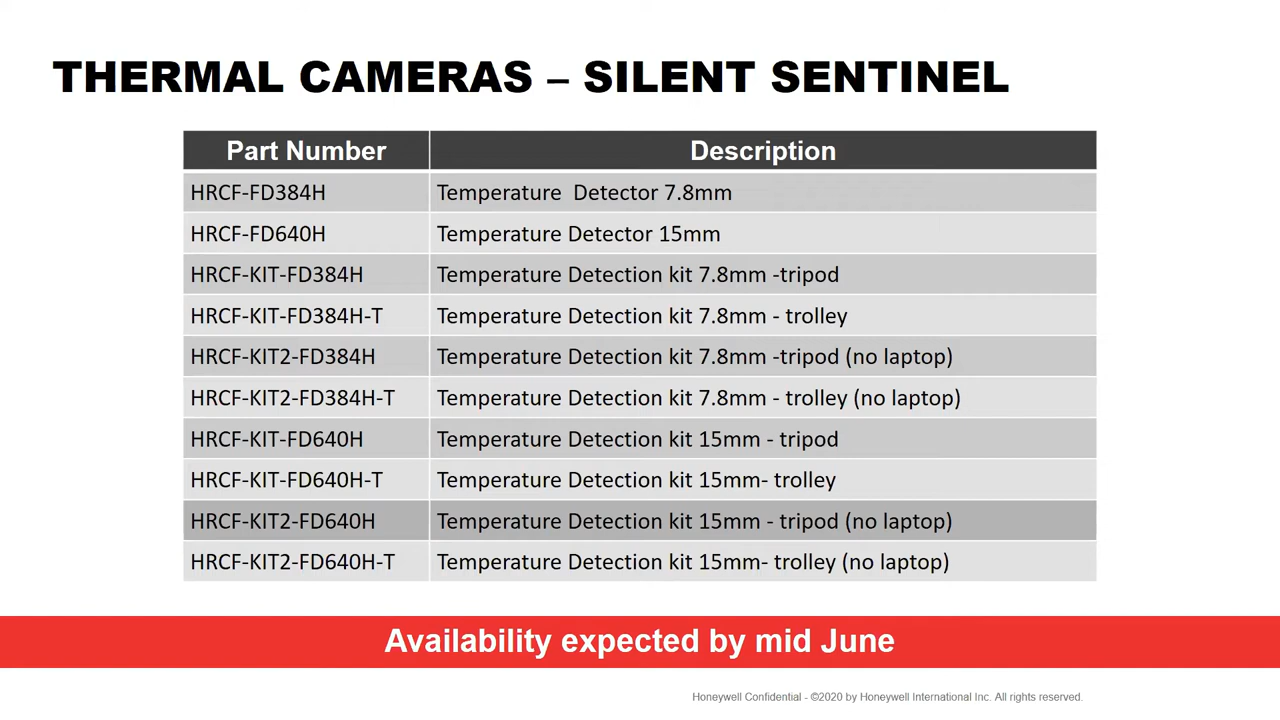 THERMAL CAMERAS – SILENT SENTINEL
Part Number Description
HRCF-FD384H Temperature  Detector 7.8mm
HRCF-FD640H Temperature Detector 15mm
HRCF-KIT-FD384H Temperature Detection kit 7.8mm -tripod
HRCF-KIT-FD384H-T Temperature Detection kit 7.8mm - trolley
HRCF-KIT2-FD384H Temperature Detection kit 7.8mm -tripod (no laptop)
HRCF-KIT2-FD384H-T Temperature Detection kit 7.8mm - trolley (no laptop)
HRCF-KIT-FD640H Temperature Detection kit 15mm - tripod
HRCF-KIT-FD640H-T Temperature Detection kit 15mm- trolley
HRCF-KIT2-FD640H Temperature Detection kit 15mm - tripod (no laptop)
HRCF-KIT2-FD640H-T Temperature Detection kit 15mm- trolley (no laptop)
Availability expected by mid June
Honeywell Confidential - ©2020 by Honeywell International Inc. All rights reserved.